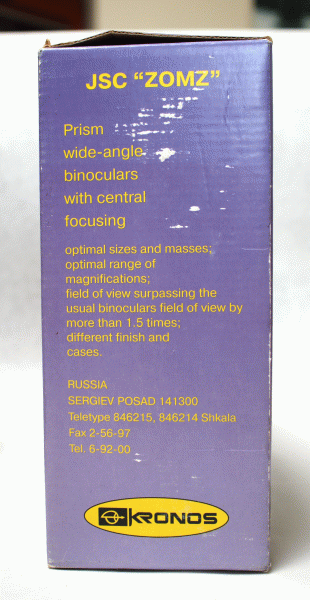 JSC "ZOMZ"
Prism
wide-angle
binoculars
with central
focusing
optimal sizes and masses;
optimal range of
magnifications;
field of view surpassing the
usual binoculars field of view by
more than 1.5 times;
different finish and
cases.
RUSSIA
SERGIEV POSAD 141300
Teletype 846215, 846214 Shkala
Fax 2-56-97
Tel. 6-92-00
KRONOS